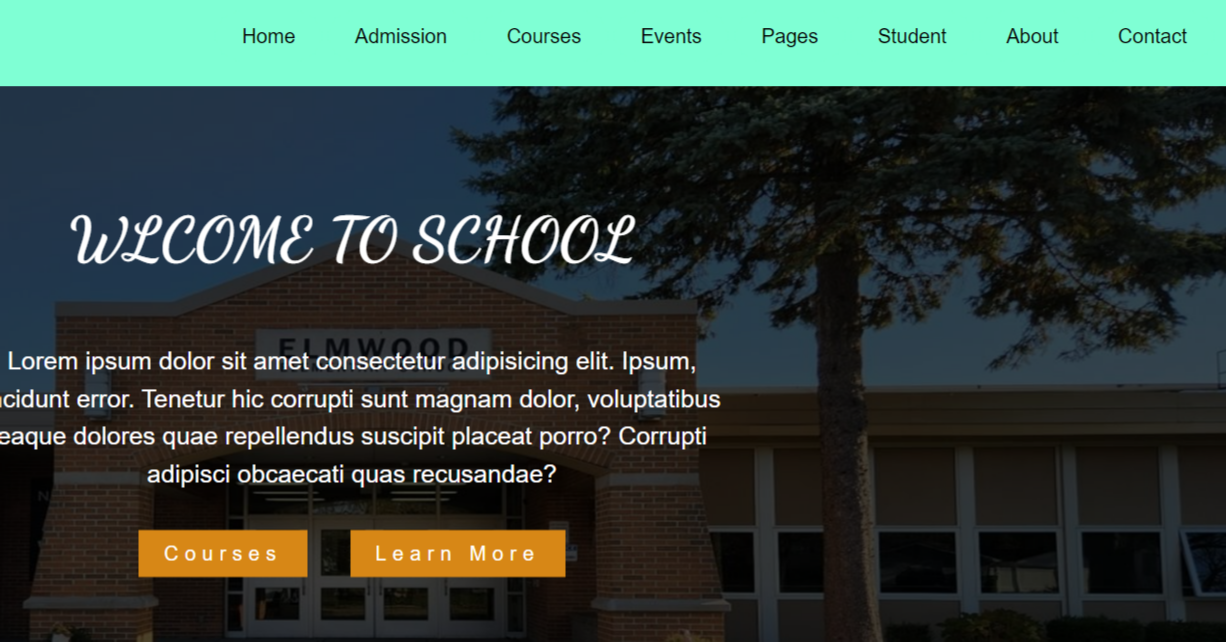 Home Admission Courses Events Pages Student About Contact
WLCOME TO SCHOOL
ELMWOOD
Lorem ipsum dolor sit amet consectetur adipisicing elit. Ipsum,
error. Tenetur hic corrupti sunt magnam dolor, voluptatibus
eaque dolores quae repellendus suscipit placeat porro? Corrupti
adipisci obcaecati quas recusandae?
Courses Learn More